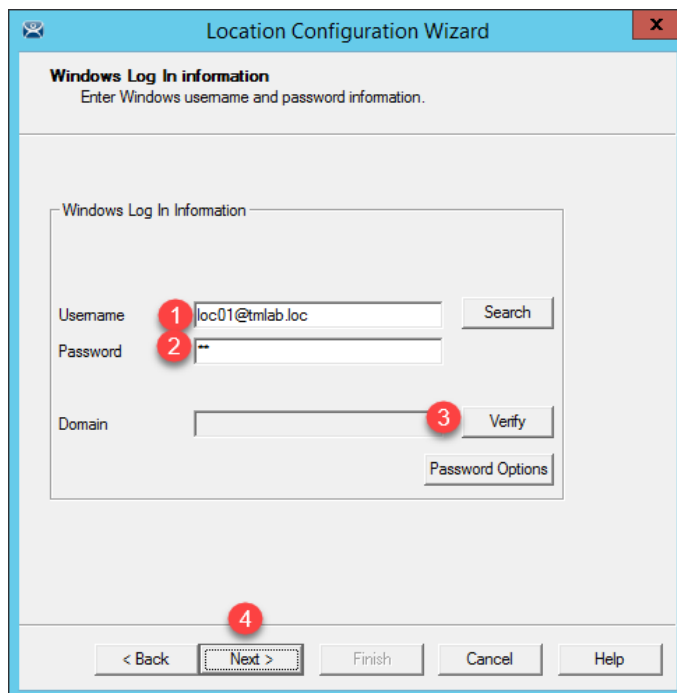 Location Configuration Wizard
x
Windows Log In information
Enter Windows username and password information.
Windows Log In Information
Username 1 loc01@tmlab.loc Search
Password 2 **
Domain 3 Verify
Password Options
4
< Back Next > Finish Cancel Help